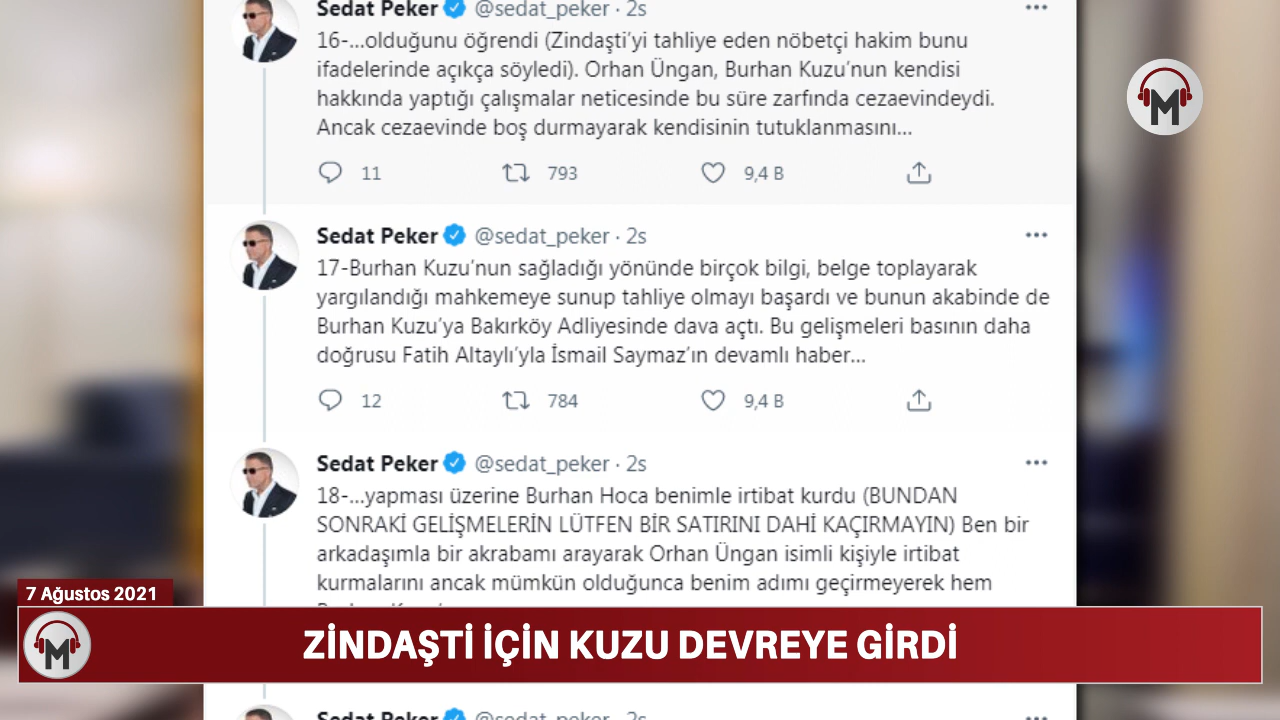 Sedat Peker @sedat_peker · 2s
16-...olduğunu öğrendi (Zindaşti'yi tahliye eden nöbetçi hakim bunu
ifadelerinde açıkça söyledi). Orhan Üngan, Burhan Kuzu'nun kendisi
hakkında yaptığı çalışmalar neticesinde bu süre zarfında cezaevindeydi.
Ancak cezaevinde boş durmayarak kendisinin tutuklanmasını...
11 793 9,4 B
M
Sedat Peker @sedat_peker · 2s
17-Burhan Kuzu'nun sağladığı yönünde birçok bilgi, belge toplayarak
yargılandığı mahkemeye sunup tahliye olmayı başardı ve bunun akabinde de
Burhan Kuzu'ya Bakırköy Adliyesinde dava açtı. Bu gelişmeleri basının daha
doğrusu Fatih Altaylı'yla İsmail Saymaz'ın devamlı haber...
12 784 9,4 B
Sedat Peker @sedat_peker · 2s
18-...yapması üzerine Burhan Hoca benimle irtibat kurdu (BUNDAN
SONRAKİ GELİŞMELERİN LÜTFEN BİR SATIRINI DAHİ KAÇIRMAYIN) Ben bir
arkadaşımla bir akrabamı arayarak Orhan Üngan isimli kişiyle irtibat
kurmalarını ancak mümkün olduğunca benim adımı geçirmeyerek hem
7 Ağustos 2021
M
ZİNDAŞTİ İÇİN KUZU DEVREYE GİRDİ
Sedat Peker @sedat_peker · 2s